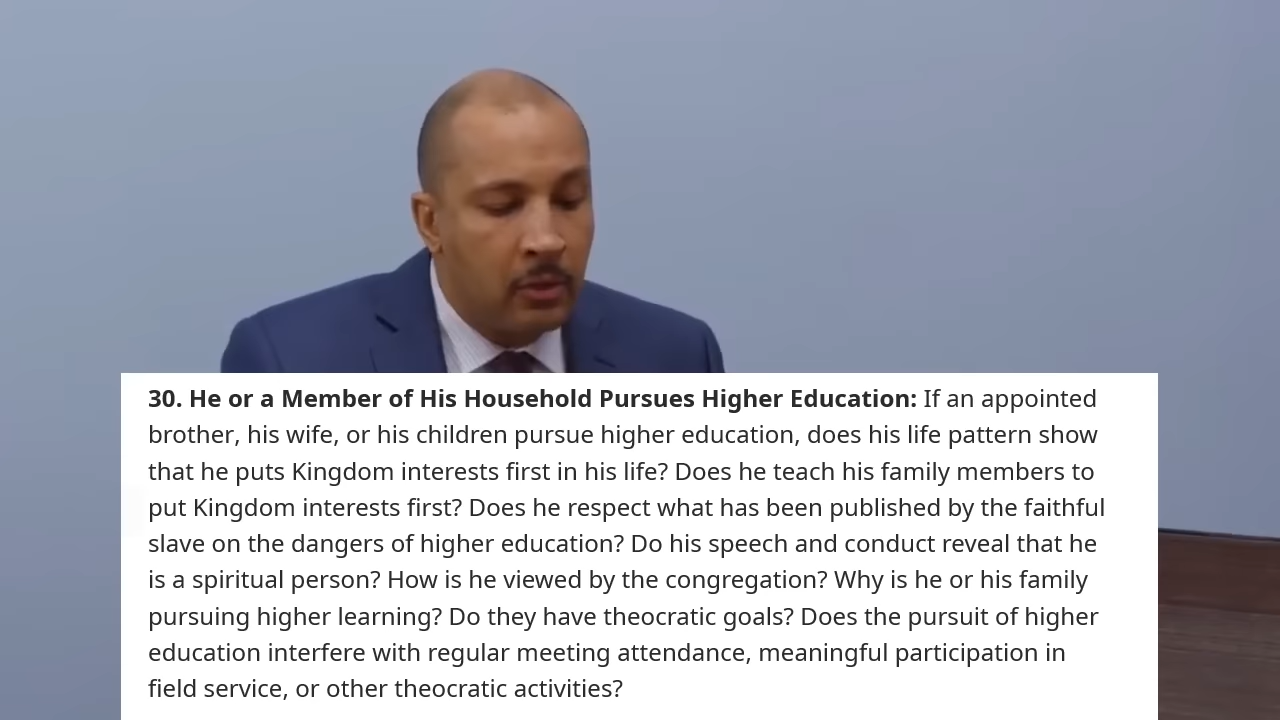 30. He or a Member of His Household Pursues Higher Education: If an appointed
brother, his wife, or his children pursue higher education, does his life pattern show
that he puts Kingdom interests first in his life? Does he teach his family members to
put Kingdom interests first? Does he respect what has been published by the faithful
slave on the dangers of higher education? Do his speech and conduct reveal that he
is a spiritual person? How is he viewed by the congregation? Why is he or his family
pursuing higher learning? Do they have theocratic goals? Does the pursuit of higher
education interfere with regular meeting attendance, meaningful participation in
field service, or other theocratic activities?